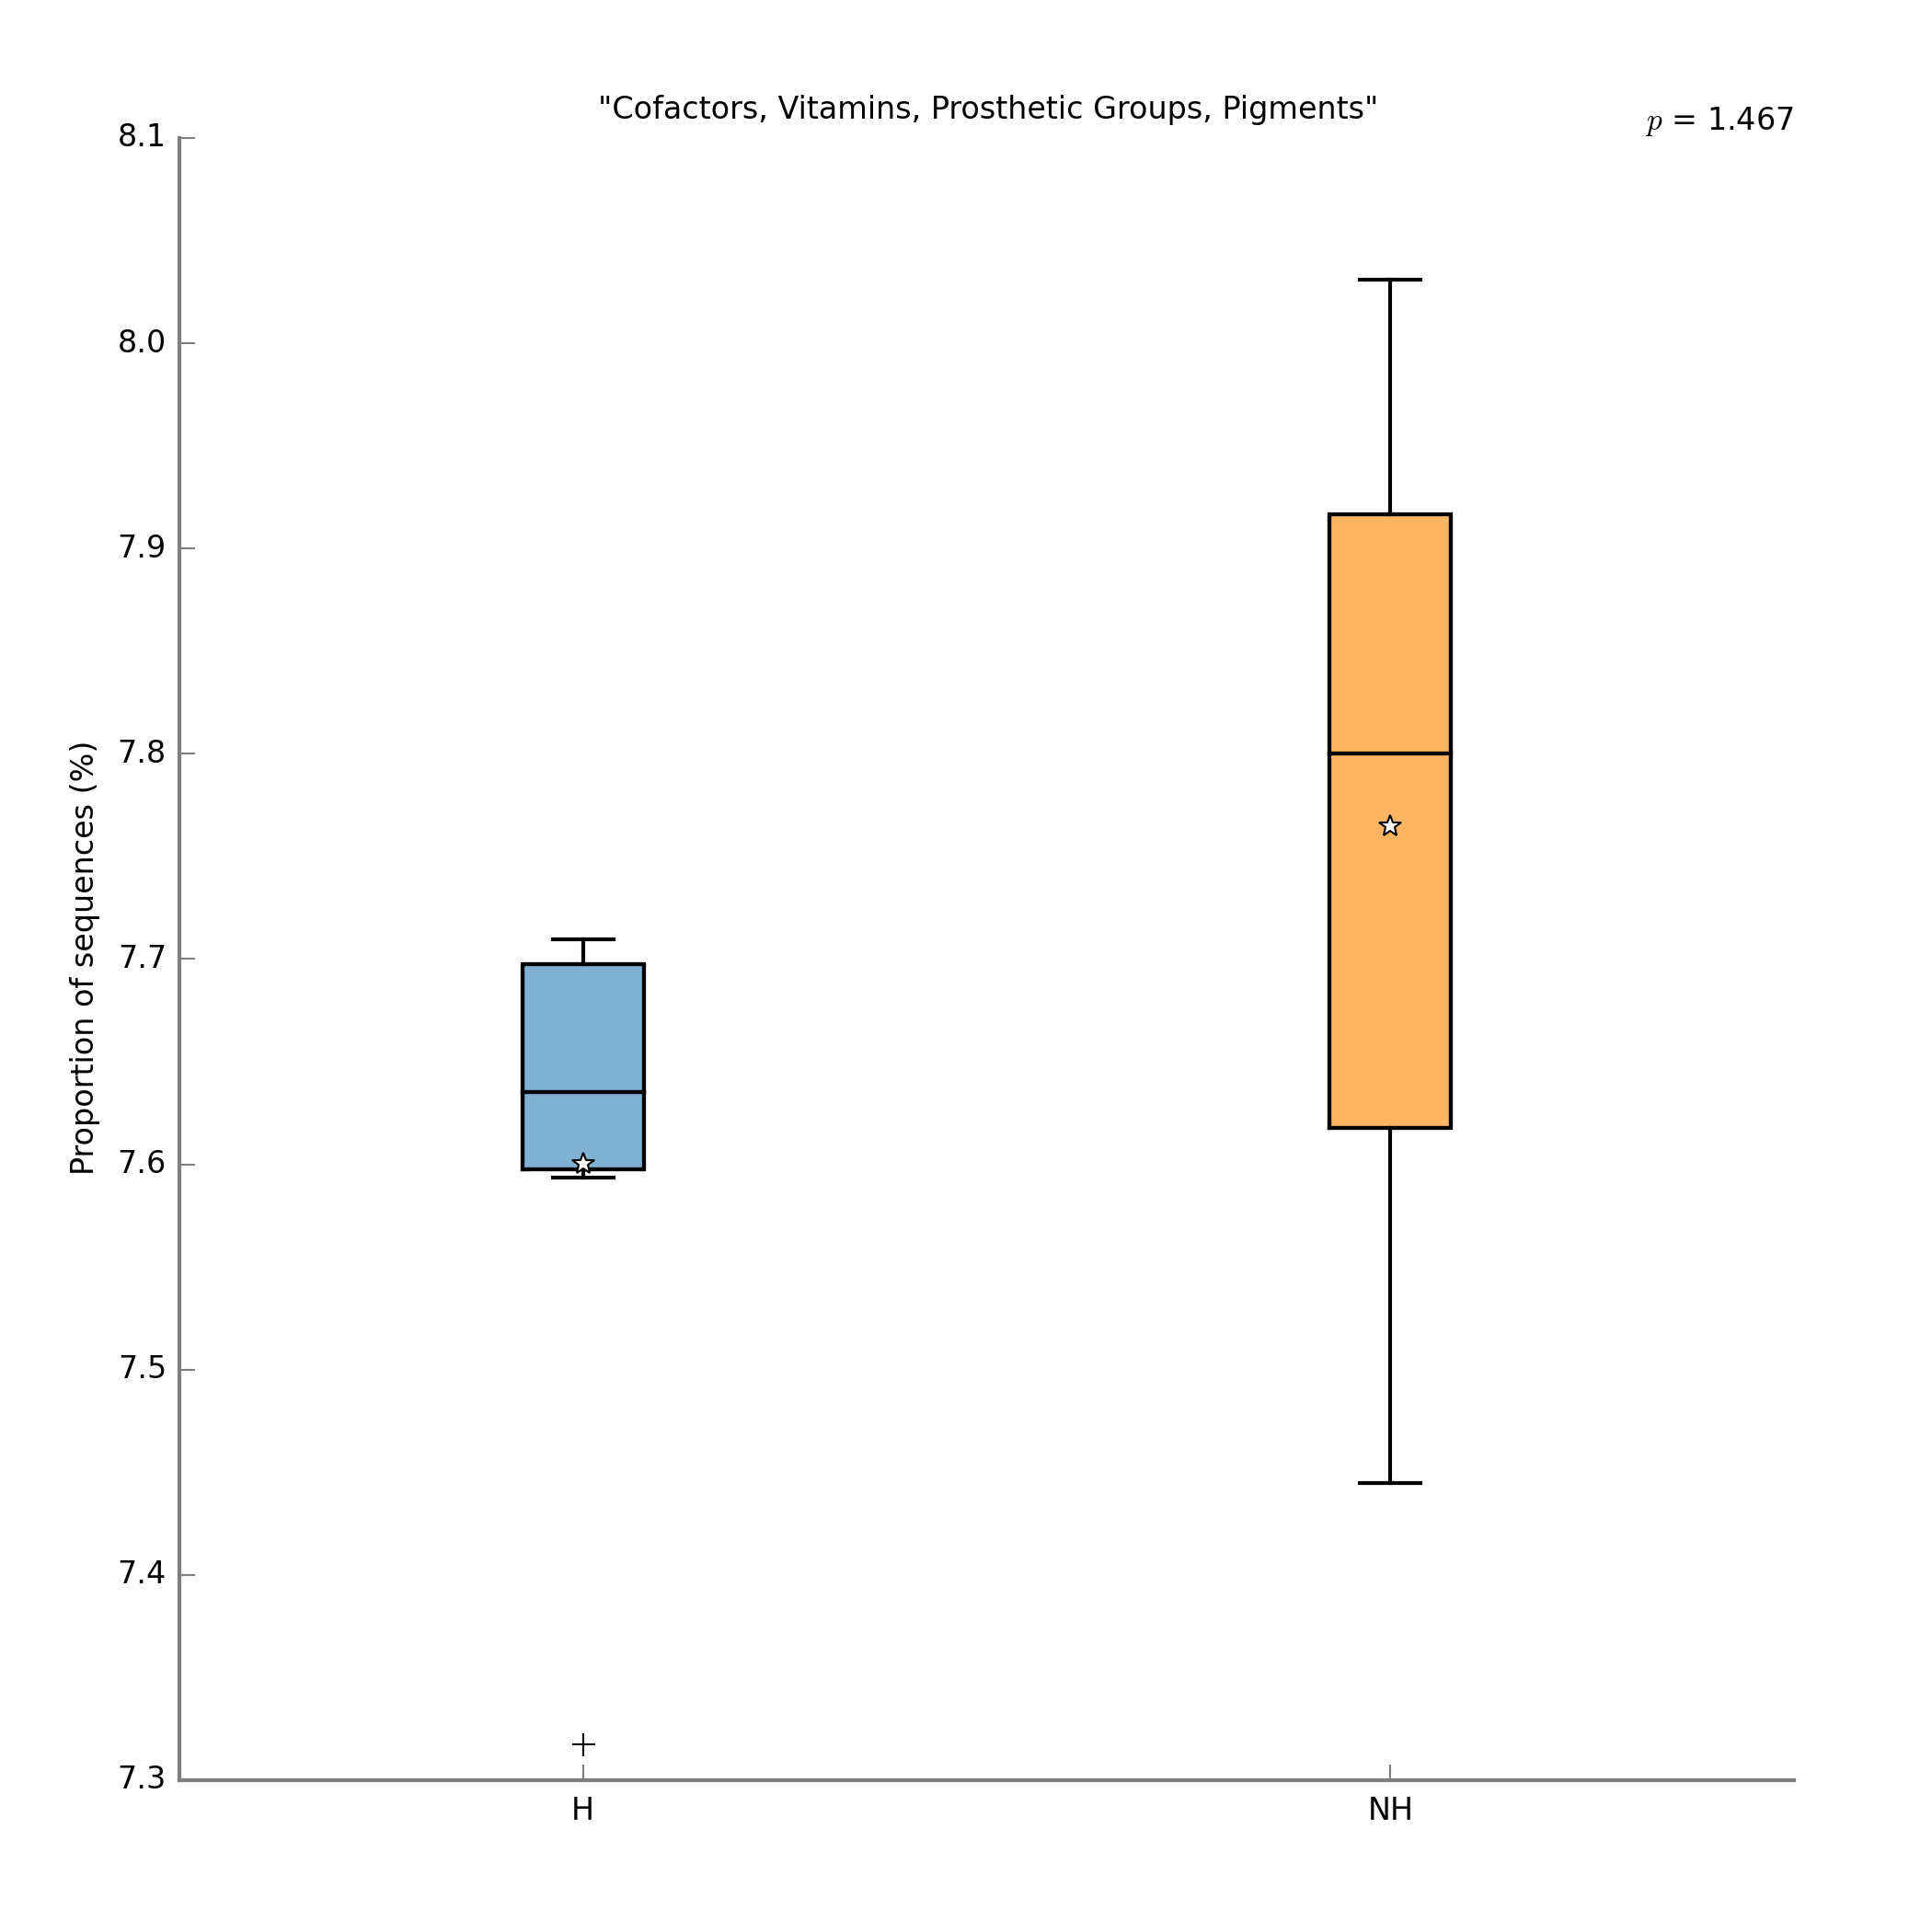 "Cofactors, Vitamins, Prosthetic Groups, Pigments"
p = 1.467
8.1
8.0
7.9
7.8
7.7
7.6
7.5
7.4
7.3
Proportion of sequences (%)
H
NH